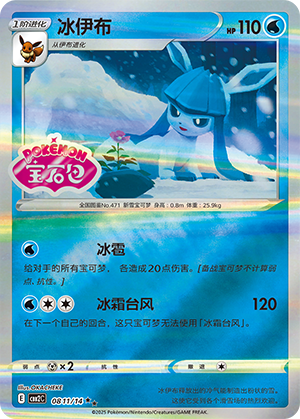 1阶进化
冰伊布
HP110
从伊布进化
POKÉMON
宝石包
全国图鉴No.471 新雪宝可梦 身高：0.8m 体重：25.9kg
冰雹
给对手的所有宝可梦，各造成20点伤害。[备战宝可梦不计算弱点、抗性。]
冰霜台风 120
在下一个自己的回合，这只宝可梦无法使用「冰霜台风」。
弱点 ×2 抗性 撤退
Illus. OKACHEKE
E CBB2C 0811/14
©2025 Pokémon/Nintendo/Creatures/GAME FREAK.